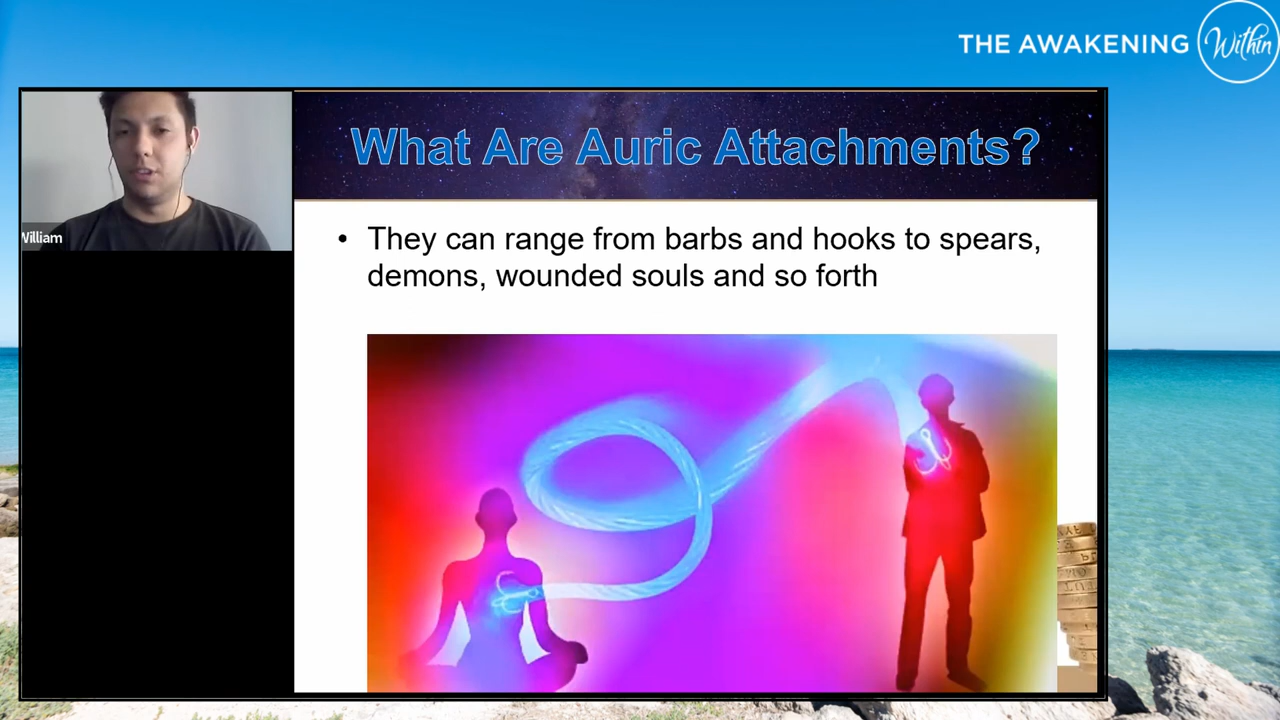 THE AWAKENING Within
What Are Auric Attachments?
William
• They can range from barbs and hooks to spears,
demons, wounded souls and so forth